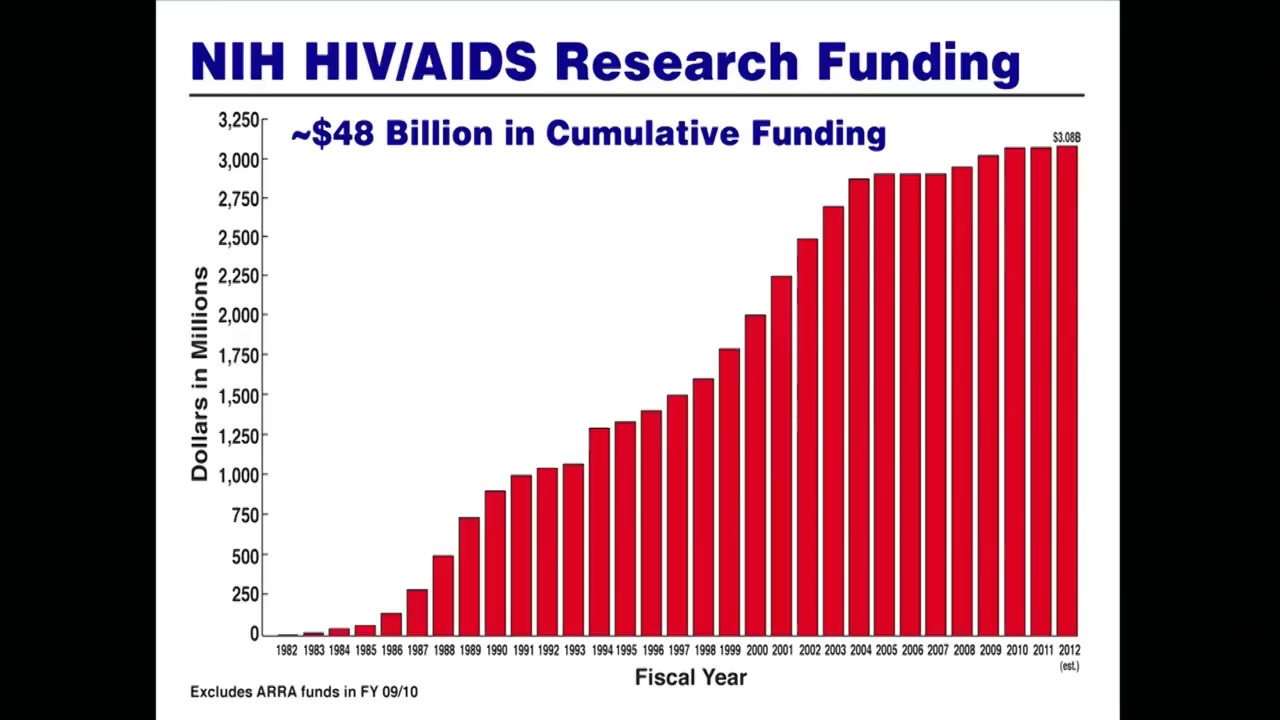 NIH HIV/AIDS Research Funding
~$48 Billion in Cumulative Funding
$3.08B
3,250
3,000
2,750
2,500
2,250
2,000
1,750
1,500
1,250
1,000
750
500
250
0
Dollars in Millions
1982 1983 1984 1985 1986 1987 1988 1989 1990 1991 1992 1993 1994 1995 1996 1997 1998 1999 2000 2001 2002 2003 2004 2005 2006 2007 2008 2009 2010 2011 2012
(est.)
Fiscal Year
Excludes ARRA funds in FY 09/10